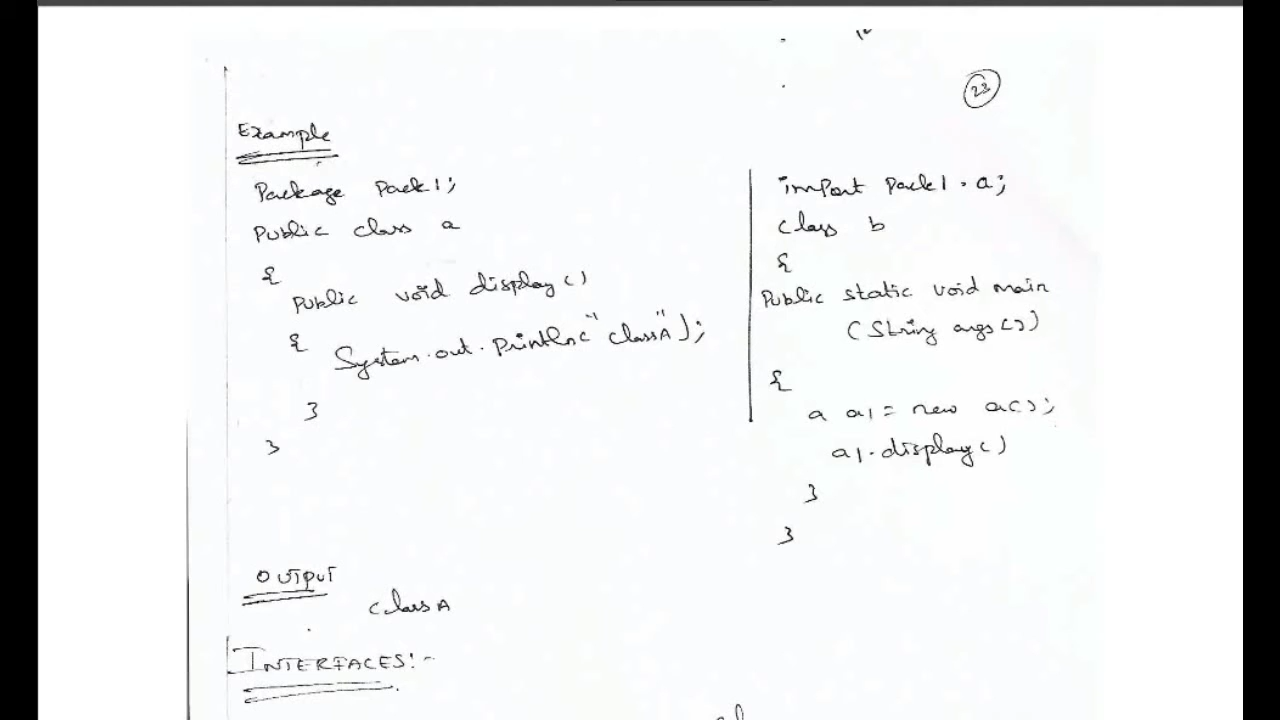 23
Example
Package Pack1;
Public class a
{
Public void display()
{
System.out.Println("classA");
}
}
import Pack1.a;
class b
{
Public static void main
(String args[])
{
a a1 = new a();
a1.display()
}
}
Output
classA
INTERFACES:-